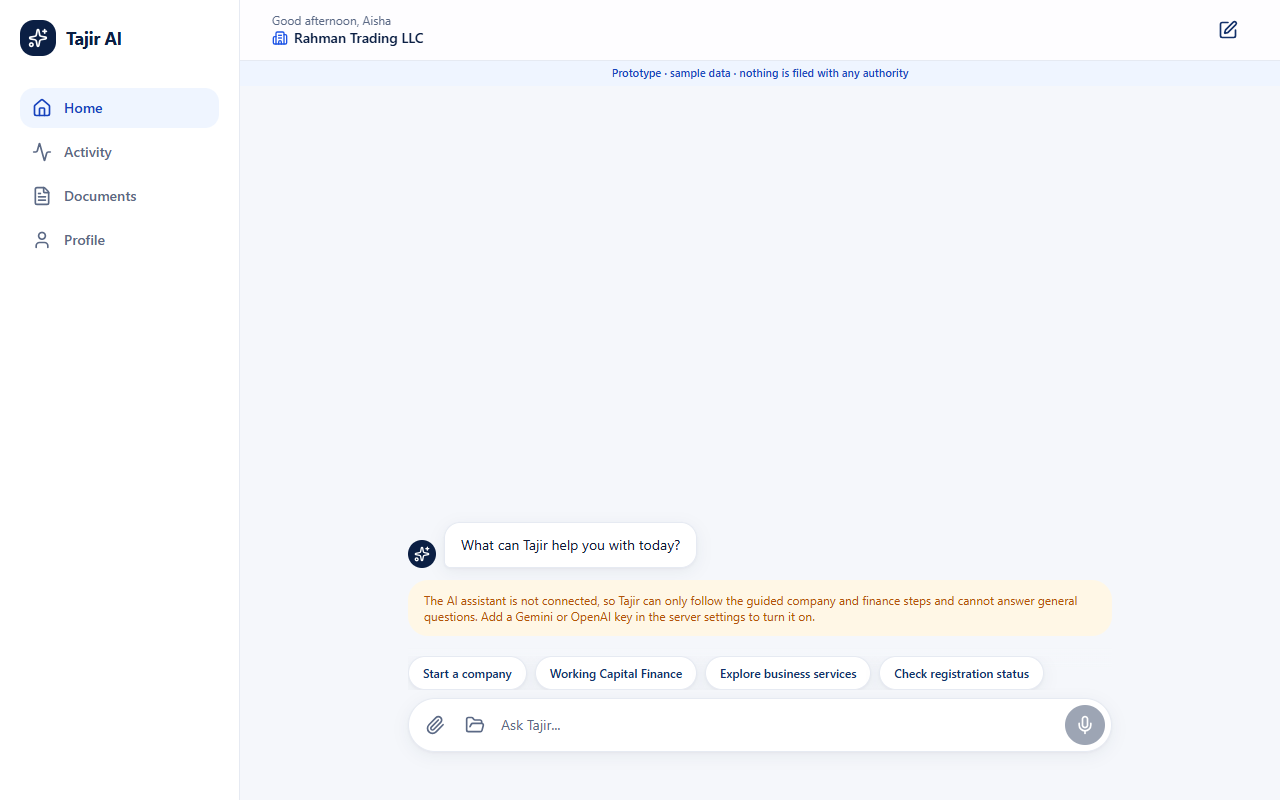 Tajir AI
Home
Activity
Documents
Profile
Good afternoon, Aisha
Rahman Trading LLC
Prototype · sample data · nothing is filed with any authority
What can Tajir help you with today?
The AI assistant is not connected, so Tajir can only follow the guided company and finance steps and cannot answer general
questions. Add a Gemini or OpenAI key in the server settings to turn it on.
Start a company
Working Capital Finance
Explore business services
Check registration status
Ask Tajir...